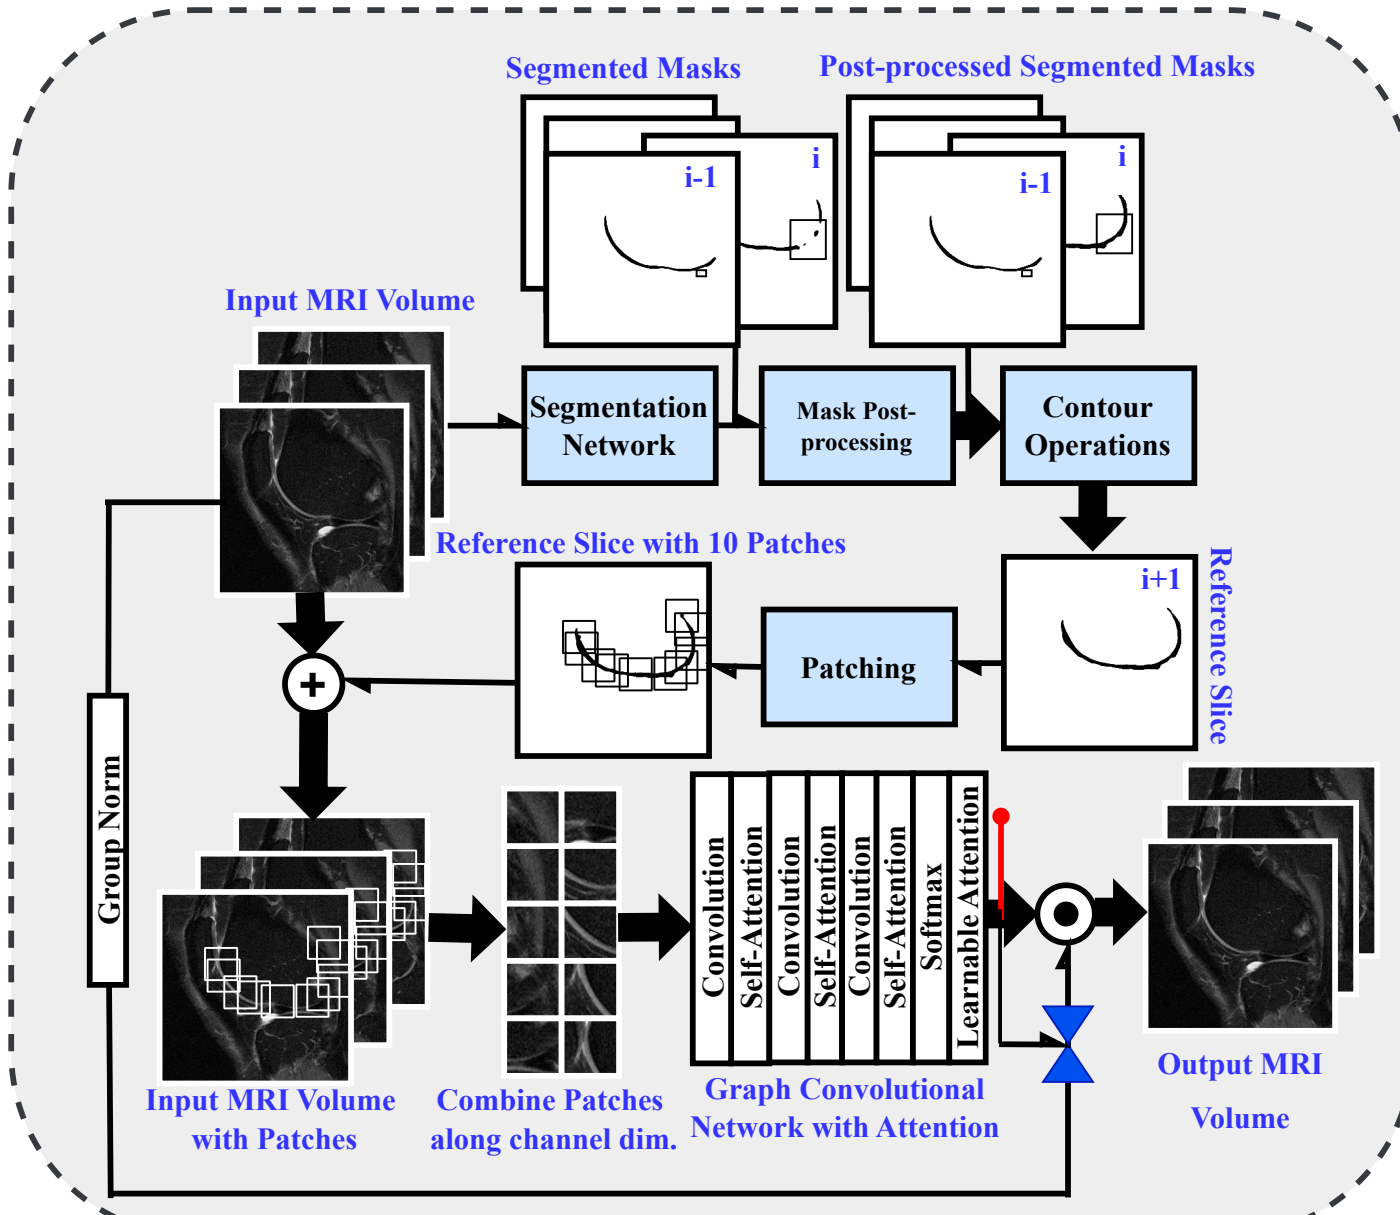 Segmented Masks
Post-processed Segmented Masks
i
i-1
i
i-1
Input MRI Volume
Segmentation
Network
Mask Post-
processing
Contour
Operations
Reference Slice with 10 Patches
i+1
Reference Slice
Patching
+
Group Norm
Convolution
Self-Attention
Convolution
Self-Attention
Convolution
Self-Attention
Softmax
Learnable Attention
Input MRI Volume
with Patches
Combine Patches
along channel dim.
Graph Convolutional
Network with Attention
Output MRI
Volume